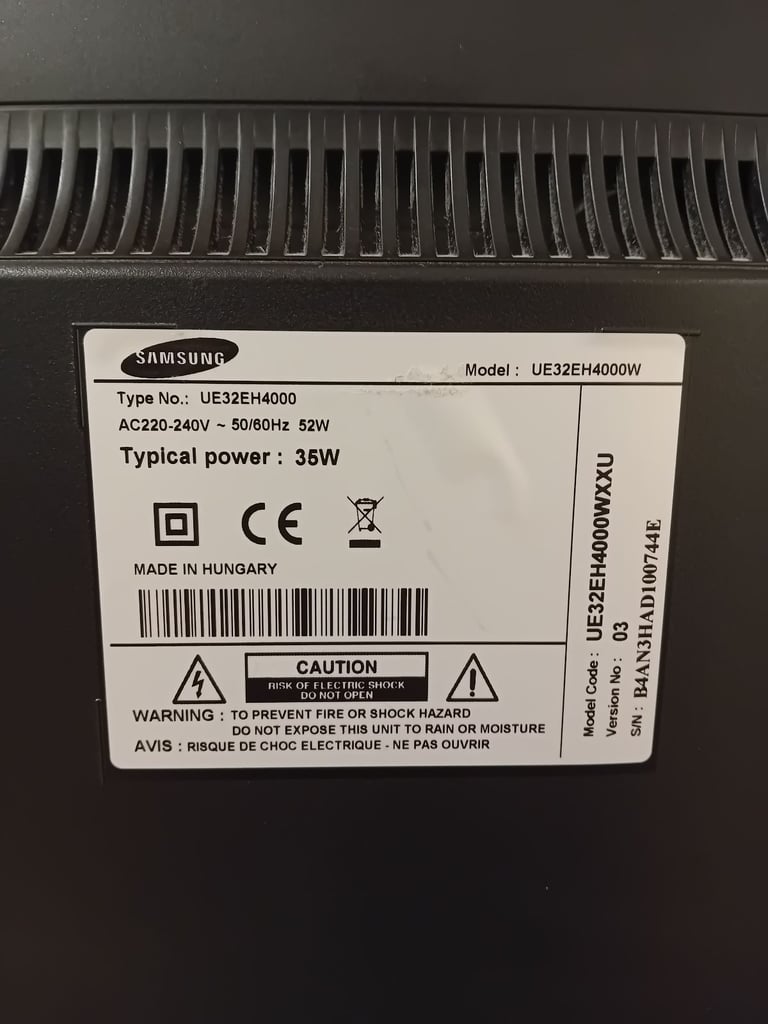 SAMSUNG
Model : UE32EH4000W
Type No.: UE32EH4000
AC220-240V ~ 50/60Hz 52W
Typical power : 35W
CE
MADE IN HUNGARY
CAUTION
RISK OF ELECTRIC SHOCK
DO NOT OPEN
WARNING : TO PREVENT FIRE OR SHOCK HAZARD
DO NOT EXPOSE THIS UNIT TO RAIN OR MOISTURE
AVIS : RISQUE DE CHOC ELECTRIQUE - NE PAS OUVRIR
Model Code : UE32EH4000WXXU
Version No : 03
S/N : B4AN3HAD100744E